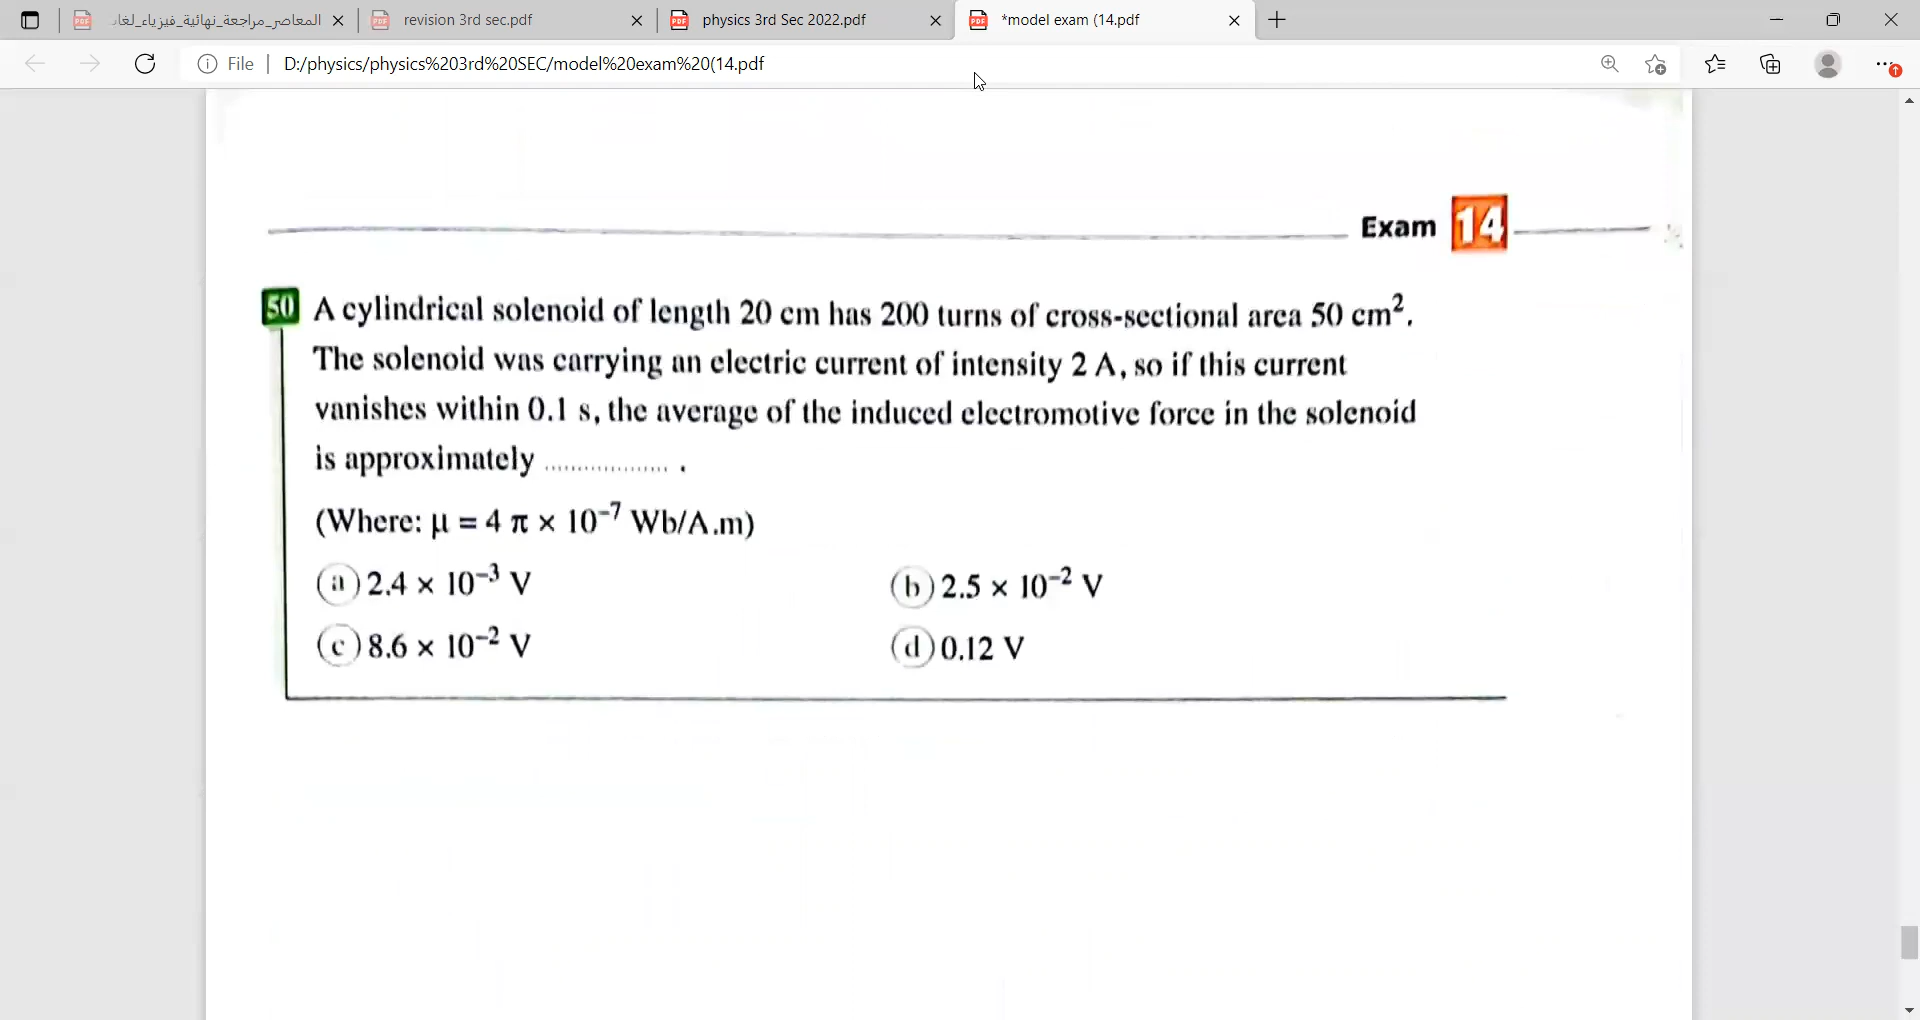 المعاصر_مراجعة_نهائية_فيزياء_لغا
revision 3rd sec.pdf
physics 3rd Sec 2022.pdf
*model exam (14.pdf
File
D:/physics/physics%203rd%20SEC/model%20exam%20(14.pdf
Exam 14
50 A cylindrical solenoid of length 20 cm has 200 turns of cross-sectional area 50 cm².
The solenoid was carrying an electric current of intensity 2 A, so if this current
vanishes within 0.1 s, the average of the induced electromotive force in the solenoid
is approximately ................... .
(Where: μ = 4 π × 10⁻⁷ Wb/A.m)
(a) 2.4 × 10⁻³ V
(b) 2.5 × 10⁻² V
(c) 8.6 × 10⁻² V
(d) 0.12 V